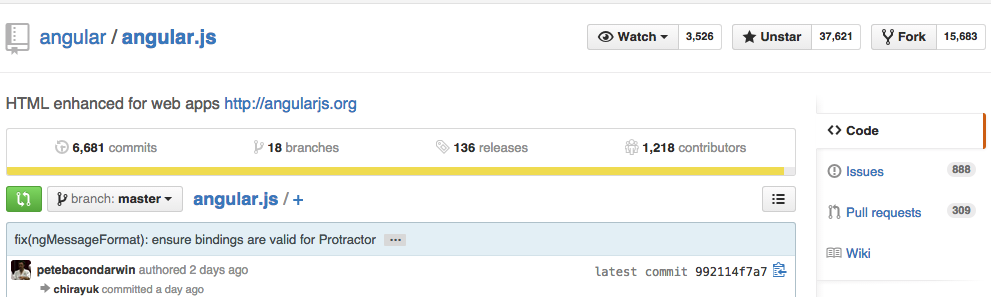 angular / angular.js
Watch 3,526 Unstar 37,621 Fork 15,683
HTML enhanced for web apps http://angularjs.org
6,681 commits 18 branches 136 releases 1,218 contributors
branch: master angular.js / +
fix(ngMessageFormat): ensure bindings are valid for Protractor ...
petebacondarwin authored 2 days ago latest commit 992114f7a7
chirayuk committed a day ago
Code
Issues 888
Pull requests 309
Wiki